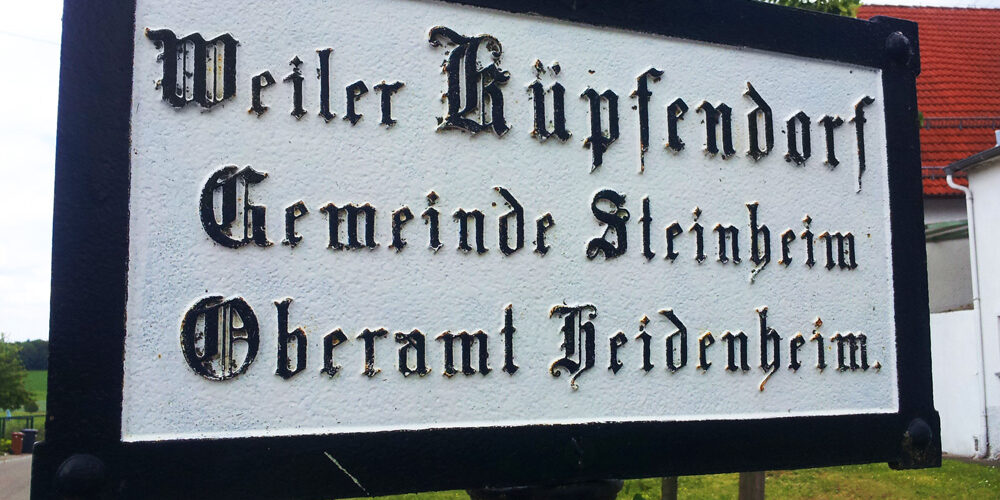 Weiler Küpfendorf
Gemeinde Steinheim
Oberamt Heidenheim.